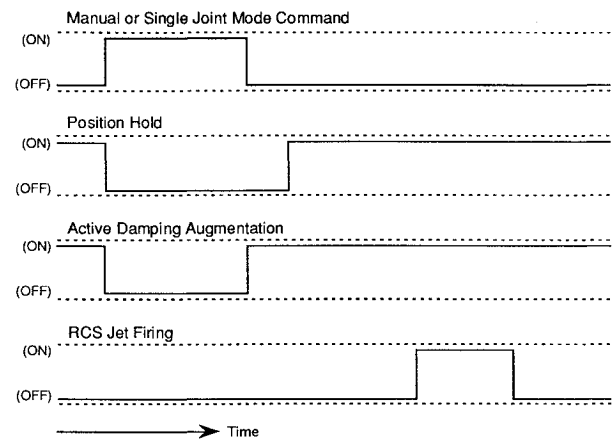 Manual or Single Joint Mode Command
(ON)
(OFF)
Position Hold
(ON)
(OFF)
Active Damping Augmentation
(ON)
(OFF)
RCS Jet Firing
(ON)
(OFF)
Time